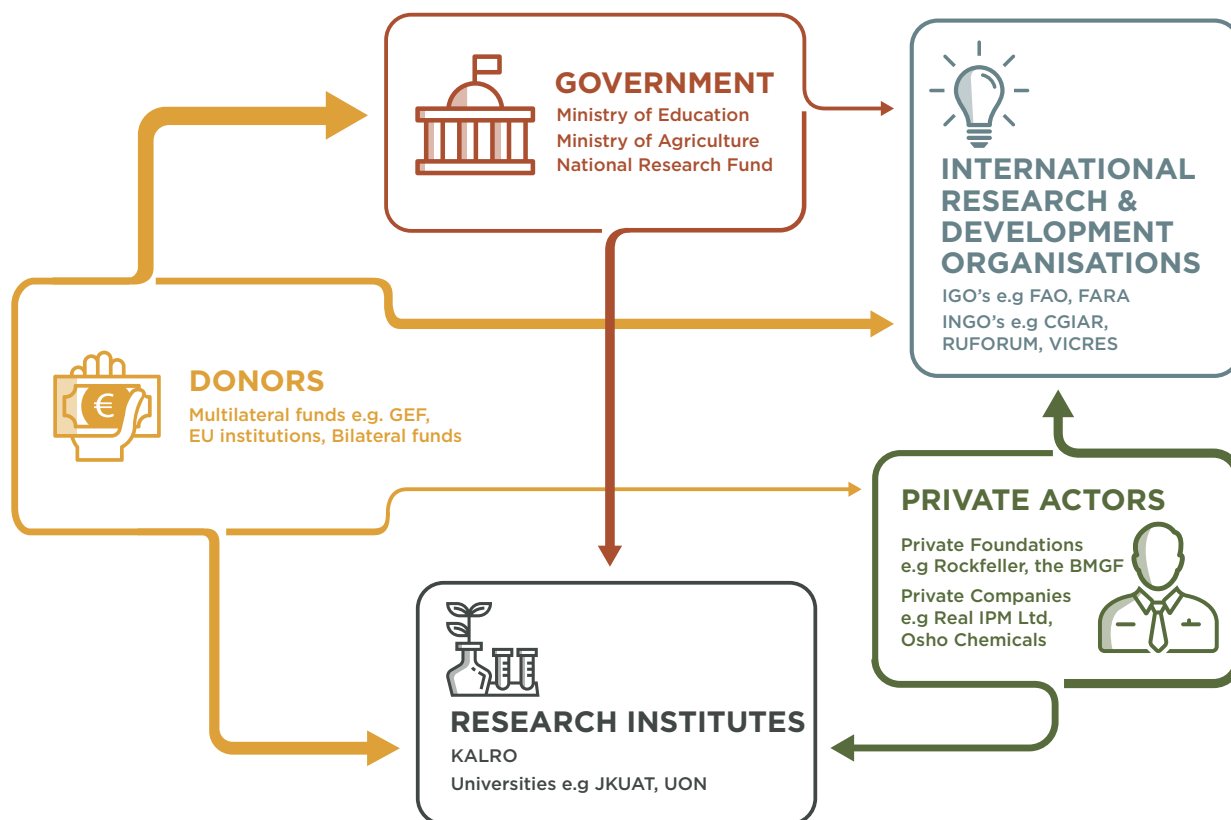 GOVERNMENT
Ministry of Education
Ministry of Agriculture
National Research Fund
INTERNATIONAL
RESEARCH &
DEVELOPMENT
ORGANISATIONS
IGO’s e.g FAO, FARA
INGO’s e.g CGIAR,
RUFORUM, VICRES
€
DONORS
Multilateral funds e.g. GEF,
EU institutions, Bilateral funds
PRIVATE ACTORS
Private Foundations
e.g Rockfeller, the BMGF
Private Companies
e.g Real IPM Ltd,
Osho Chemicals
RESEARCH INSTITUTES
KALRO
Universities e.g JKUAT, UON